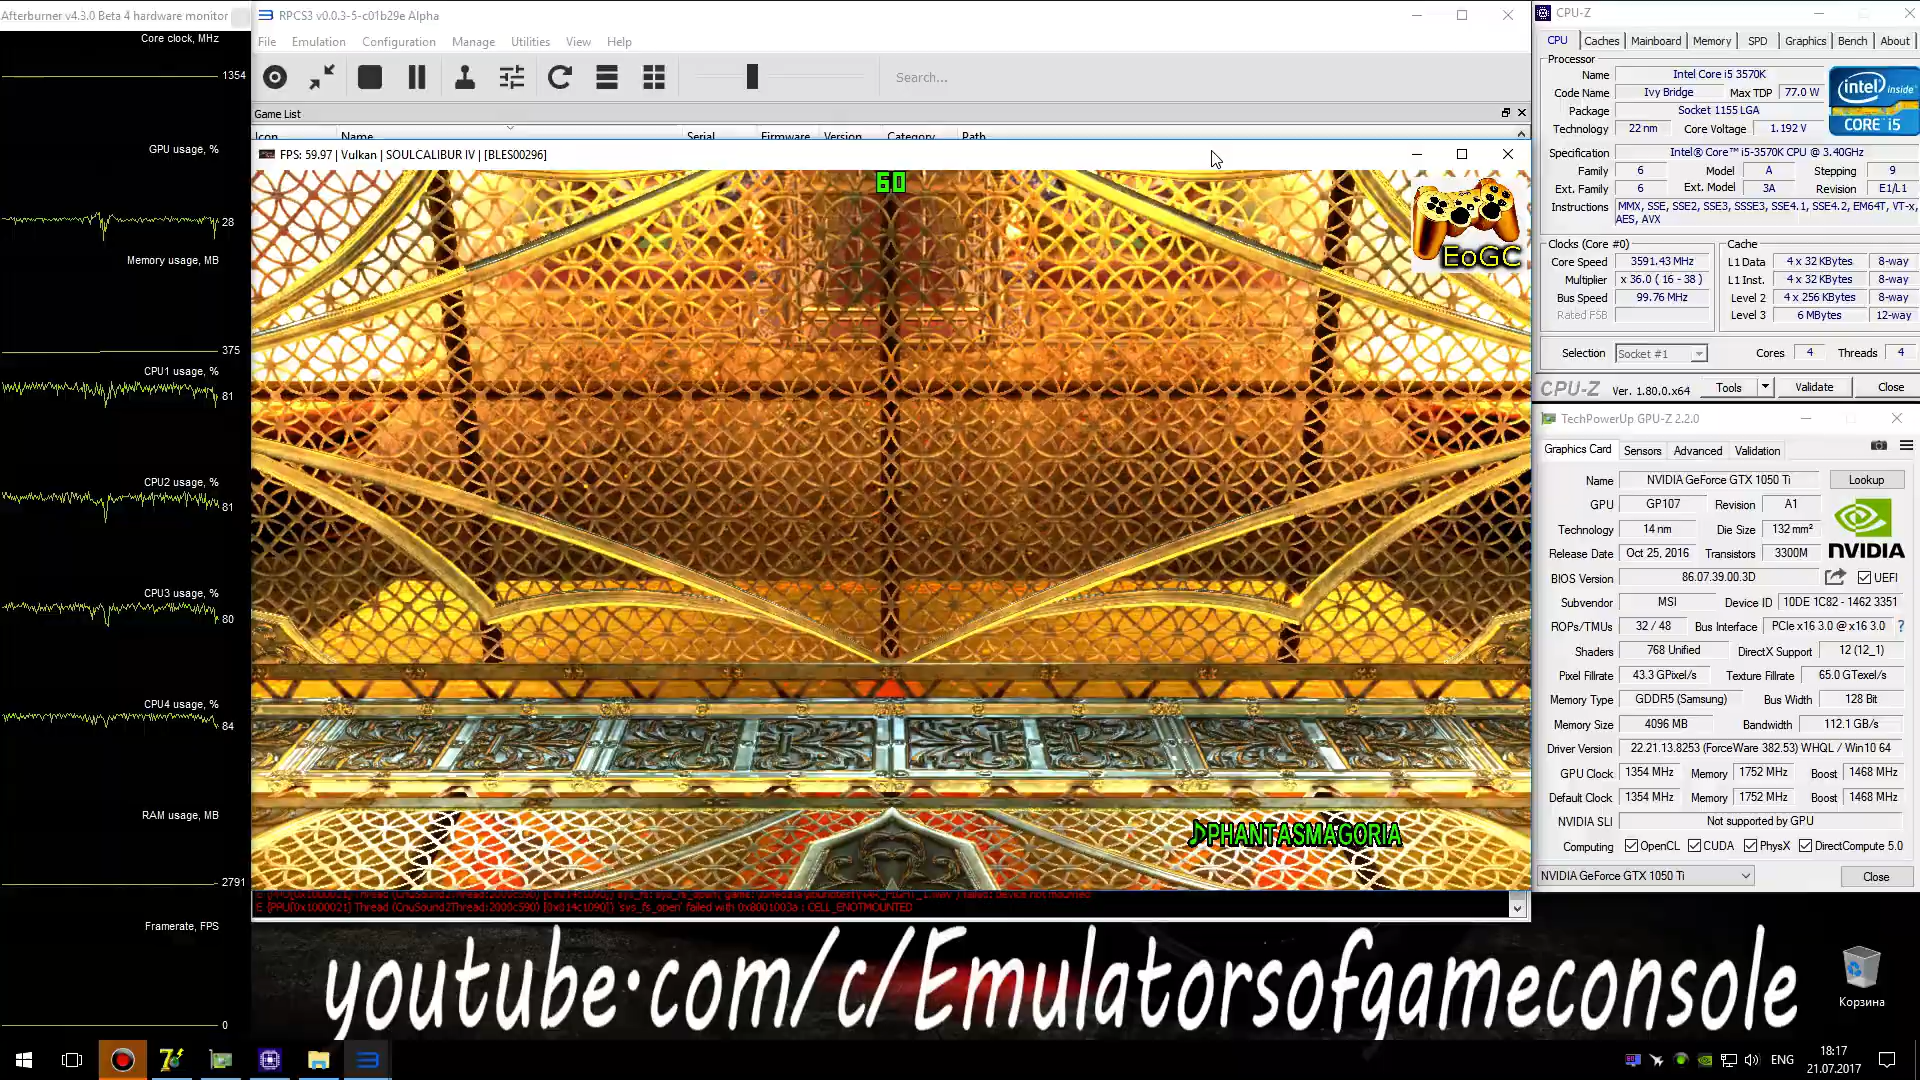 Afterburner v4.3.0 Beta 4 hardware monitor
Core clock, MHz
1354
GPU usage, %
28
Memory usage, MB
375
CPU1 usage, %
81
CPU2 usage, %
81
CPU3 usage, %
80
CPU4 usage, %
84
RAM usage, MB
2791
Framerate, FPS
0
RPCS3 v0.0.3-5-c01b29e Alpha
File Emulation Configuration Manage Utilities View Help
Search...
Game List
Icon Name Serial Firmware Version Category Path
FPS: 59.97 | Vulkan | SOULCALIBUR IV | [BLES00296]
60
EoGC
♪PHANTASMAGORIA
E {PPU[0x1000021] Thread (CnuSound2Thread:2000c590) [0x014c1090]} 'sys_fs_open' failed with 0x8001003a : CELL_ENOTMOUNTED
CPU-Z
CPU Caches Mainboard Memory SPD Graphics Bench About
Processor
Name Intel Core i5 3570K
Code Name Ivy Bridge Max TDP 77.0 W
Package Socket 1155 LGA
Technology 22 nm Core Voltage 1.192 V
intel inside
CORE i5
Specification Intel® Core™ i5-3570K CPU @ 3.40GHz
Family 6 Model A Stepping 9
Ext. Family 6 Ext. Model 3A Revision E1/L1
Instructions MMX, SSE, SSE2, SSE3, SSSE3, SSE4.1, SSE4.2, EM64T, VT-x,
AES, AVX
Clocks (Core #0) Cache
Core Speed 3591.43 MHz L1 Data 4 x 32 KBytes 8-way
Multiplier x 36.0 ( 16 - 38 ) L1 Inst. 4 x 32 KBytes 8-way
Bus Speed 99.76 MHz Level 2 4 x 256 KBytes 8-way
Rated FSB Level 3 6 MBytes 12-way
Selection Socket #1 Cores 4 Threads 4
CPU-Z Ver. 1.80.0.x64 Tools Validate Close
TechPowerUp GPU-Z 2.2.0
Graphics Card Sensors Advanced Validation
Name NVIDIA GeForce GTX 1050 Ti Lookup
GPU GP107 Revision A1
Technology 14 nm Die Size 132 mm²
Release Date Oct 25, 2016 Transistors 3300M
NVIDIA
BIOS Version 86.07.39.00.3D UEFI
Subvendor MSI Device ID 10DE 1C82 - 1462 3351
ROPs/TMUs 32 / 48 Bus Interface PCIe x16 3.0 @ x16 3.0 ?
Shaders 768 Unified DirectX Support 12 (12_1)
Pixel Fillrate 43.3 GPixel/s Texture Fillrate 65.0 GTexel/s
Memory Type GDDR5 (Samsung) Bus Width 128 Bit
Memory Size 4096 MB Bandwidth 112.1 GB/s
Driver Version 22.21.13.8253 (ForceWare 382.53) WHQL / Win10 64
GPU Clock 1354 MHz Memory 1752 MHz Boost 1468 MHz
Default Clock 1354 MHz Memory 1752 MHz Boost 1468 MHz
NVIDIA SLI Not supported by GPU
Computing OpenCL CUDA PhysX DirectCompute 5.0
NVIDIA GeForce GTX 1050 Ti Close
youtube.com/c/Emulatorsofgameconsole
Корзина
ENG
18:17
21.07.2017